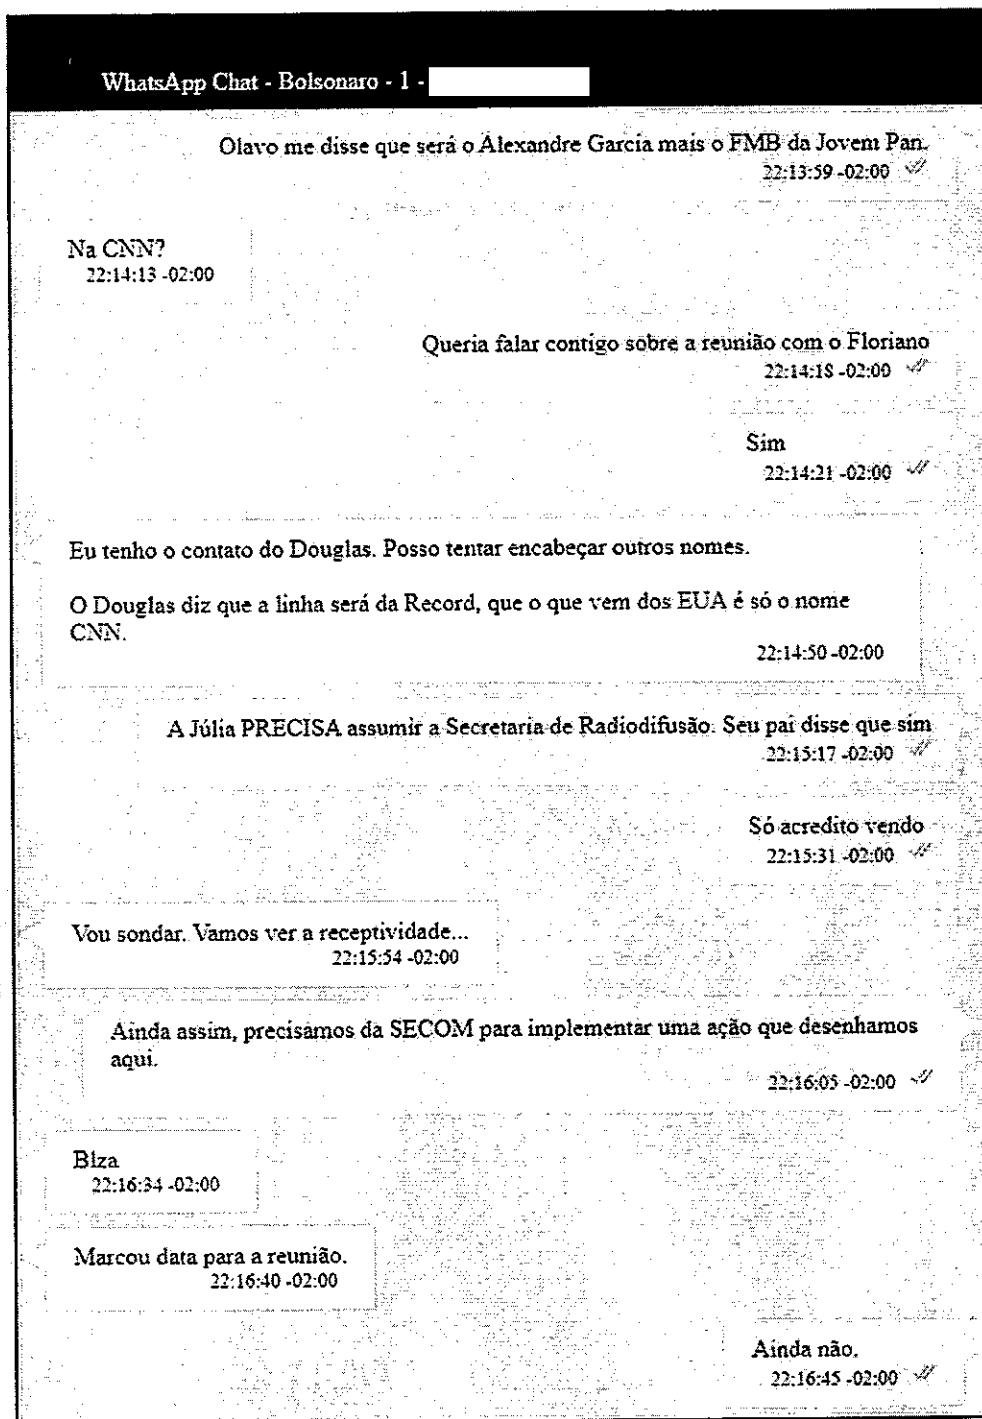 WhatsApp Chat - Bolsonaro - 1 -
Olavo me disse que será o Alexandre Garcia mais o FMB da Jovem Pan.
22:13:59 -02:00
Na CNN?
22:14:13 -02:00
Queria falar contigo sobre a reunião com o Floriano
22:14:18 -02:00
Sim
22:14:21 -02:00
Eu tenho o contato do Douglas. Posso tentar encabeçar outros nomes.
O Douglas diz que a linha será da Record, que o que vem dos EUA é só o nome
CNN.
22:14:50 -02:00
A Júlia PRECISA assumir a Secretaria de Radiodifusão. Seu pai disse que sim
22:15:17 -02:00
Só acredito vendo
22:15:31 -02:00
Vou sondar. Vamos ver a receptividade...
22:15:54 -02:00
Ainda assim, precisamos da SECOM para implementar uma ação que desenhamos
aqui.
22:16:05 -02:00
Blza
22:16:34 -02:00
Marcou data para a reunião.
22:16:40 -02:00
Ainda não.
22:16:45 -02:00